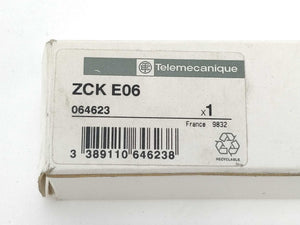 Telemecanique
ZCK E06
064623 x1
France 9832
3 389110 646238
RECYCLABLE